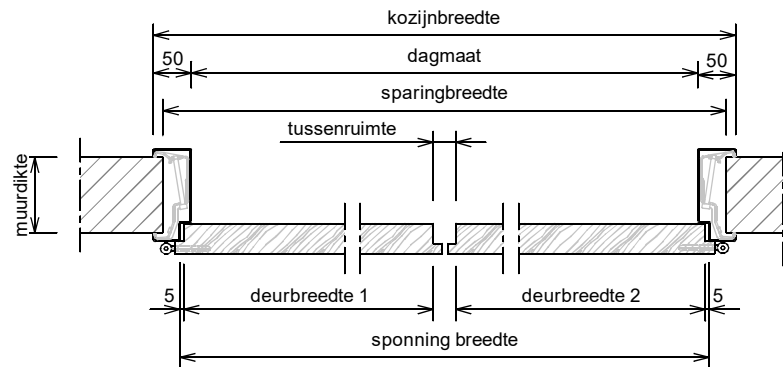 kozijnbreedte
50
dagmaat
50
sparingbreedte
tussenruimte
muurdikte
5
deurbreedte 1
deurbreedte 2
5
sponning breedte